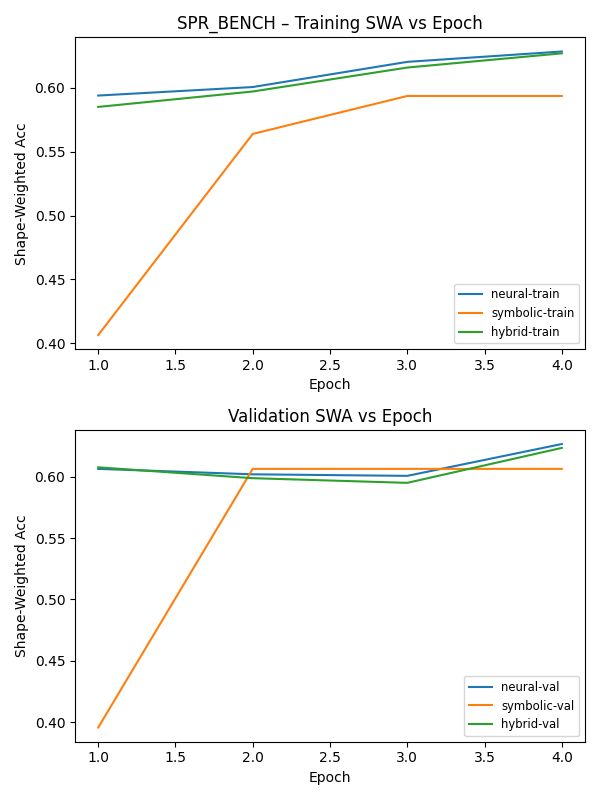 SPR_BENCH – Training SWA vs Epoch
Shape-Weighted Acc
0.60
0.55
0.50
0.45
0.40
neural-train
symbolic-train
hybrid-train
1.0 1.5 2.0 2.5 3.0 3.5 4.0
Epoch
Validation SWA vs Epoch
Shape-Weighted Acc
0.60
0.55
0.50
0.45
0.40
neural-val
symbolic-val
hybrid-val
1.0 1.5 2.0 2.5 3.0 3.5 4.0
Epoch